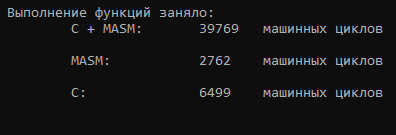 Выполнение функций заняло:
C + MASM: 39769 машинных циклов
MASM: 2762 машинных циклов
C: 6499 машинных циклов